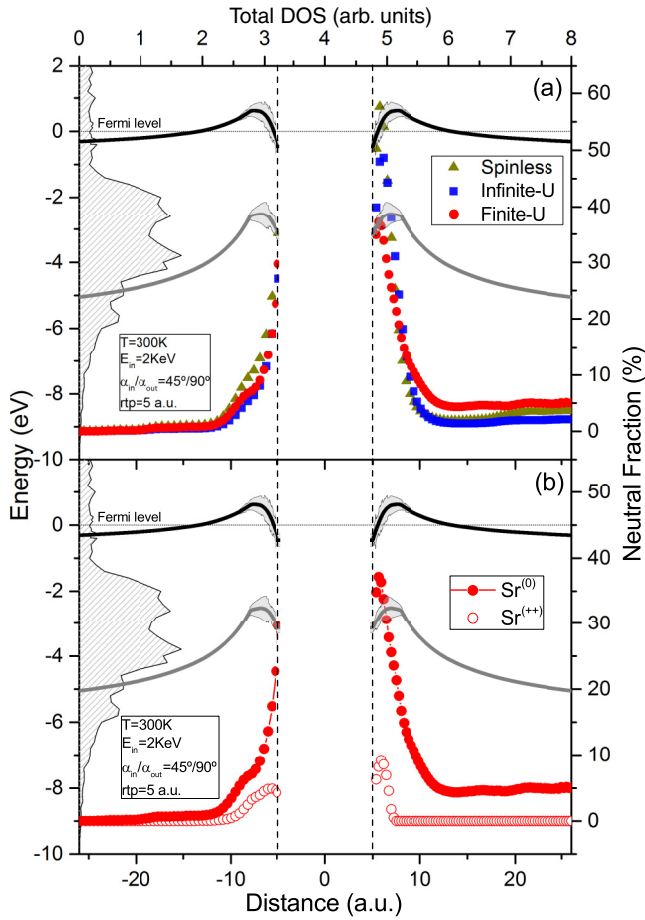 Total DOS (arb. units)
0 1 2 3 4 5 6 7 8
(a)
2
0
-2
-4
-6
-8
-10
Fermi level
Spinless
Infinite-U
Finite-U
T=300K
E_in=2KeV
α_in/α_out=45º/90º
rtp=5 a.u.
60
50
40
30
20
10
0
Energy (eV)
Neutral Fraction (%)
(b)
0
-2
-4
-6
-8
-10
Fermi level
Sr(0)
Sr(++)
T=300K
E_in=2KeV
α_in/α_out=45º/90º
rtp=5 a.u.
50
40
30
20
10
0
-20 -10 0 10 20
Distance (a.u.)